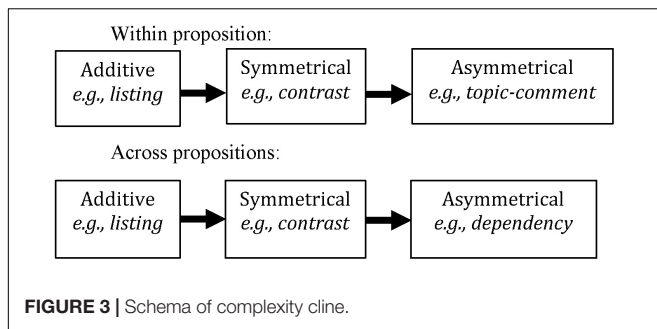 Within proposition:
Additive Symmetrical Asymmetrical
e.g., listing e.g., contrast e.g., topic-comment
Across propositions:
Additive Symmetrical Asymmetrical
e.g., listing e.g., contrast e.g., dependency
FIGURE 3 | Schema of complexity cline.